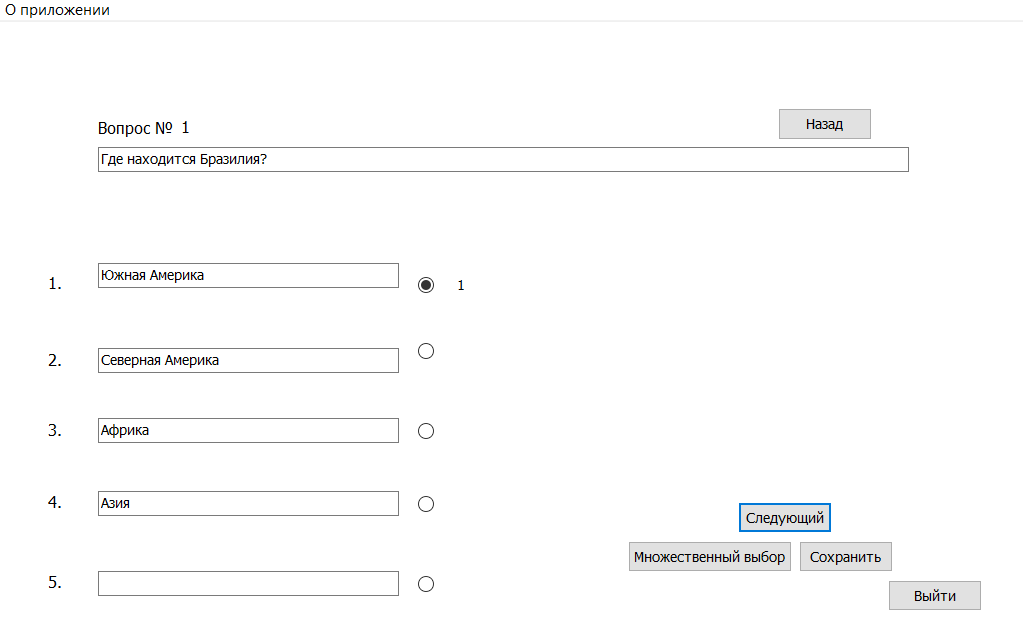 О приложении
Вопрос № 1
Назад
Где находится Бразилия?
1.
Южная Америка
1
2.
Северная Америка
3.
Африка
4.
Азия
Следующий
Множественный выбор
Сохранить
5.
Выйти